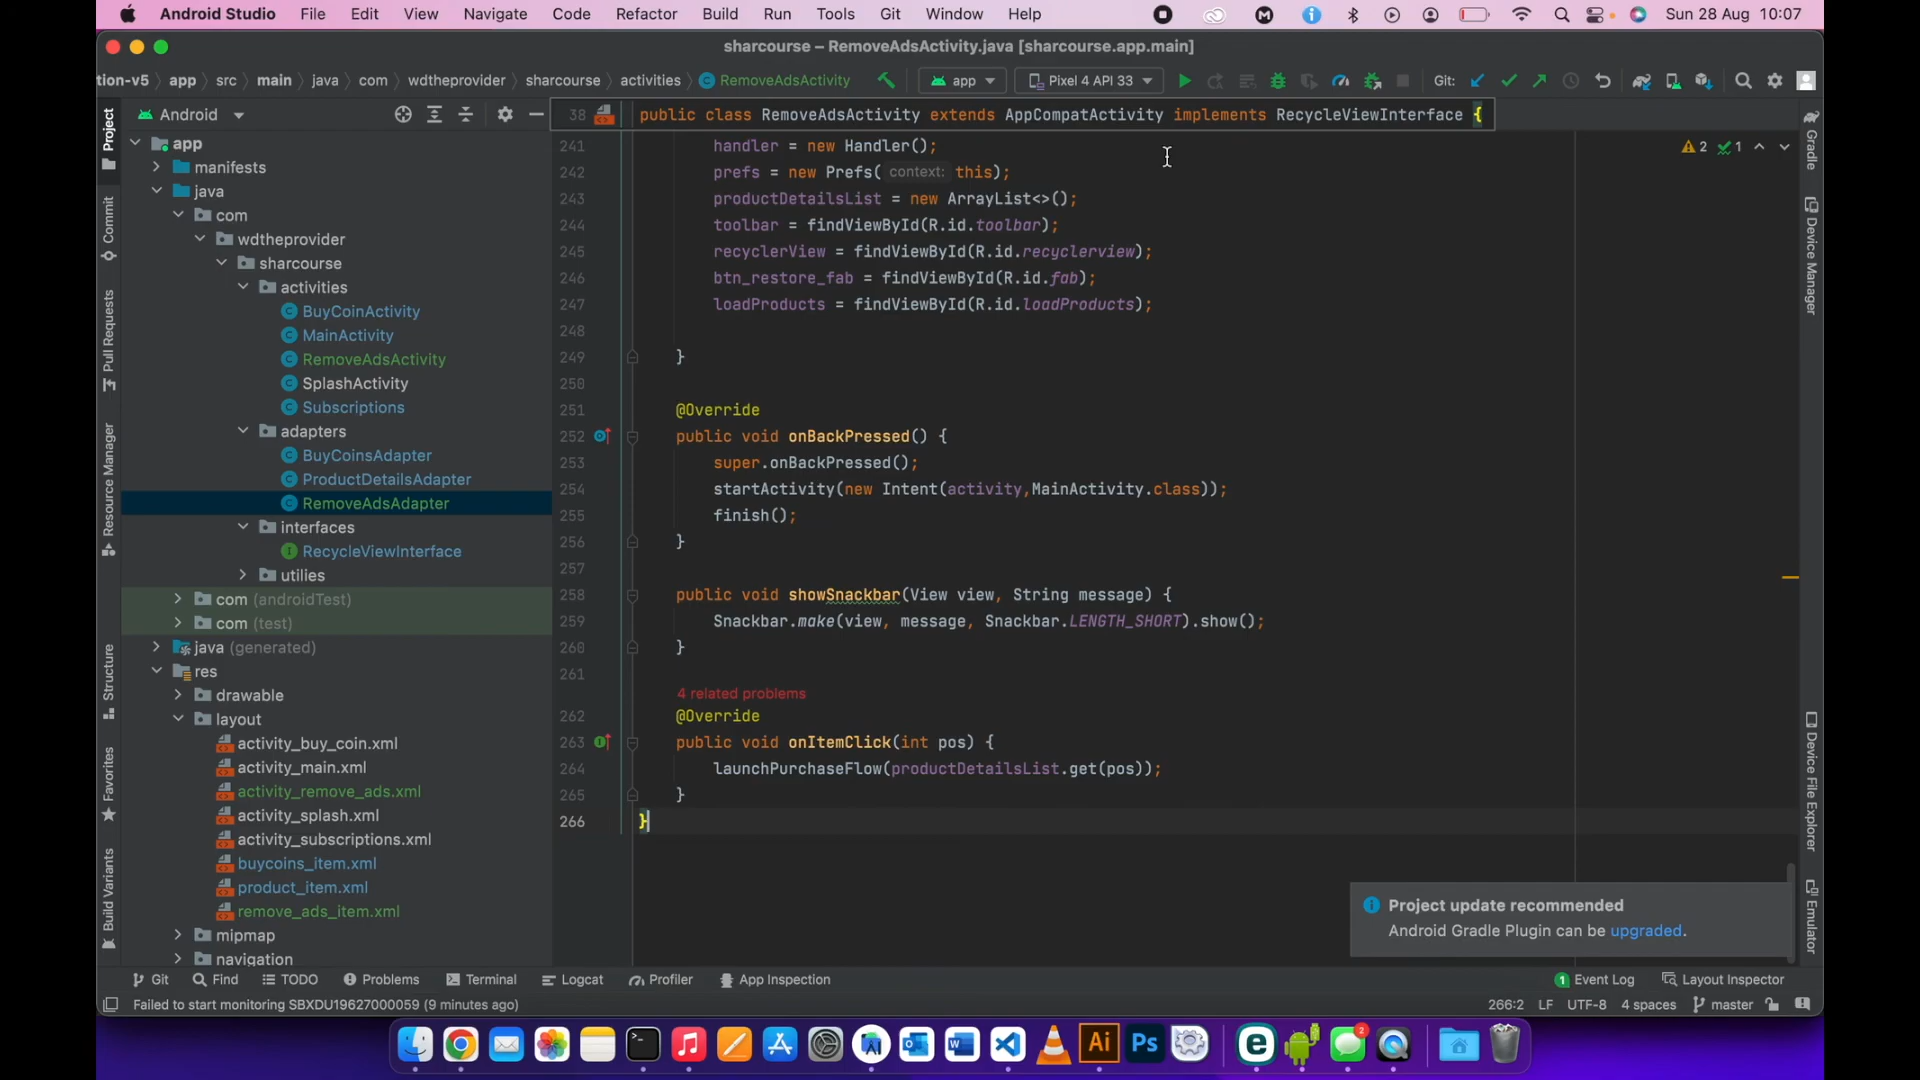 Android Studio File Edit View Navigate Code Refactor Build Run Tools Git Window Help Sun 28 Aug 10:07
sharcourse – RemoveAdsActivity.java [sharcourse.app.main]
tion-v5 app src main java com wdtheprovider sharcourse activities RemoveAdsActivity app Pixel 4 API 33 Git:
Android
38 public class RemoveAdsActivity extends AppCompatActivity implements RecycleViewInterface {
app
manifests
java
com
wdtheprovider
sharcourse
activities
BuyCoinActivity
MainActivity
RemoveAdsActivity
SplashActivity
Subscriptions
adapters
BuyCoinsAdapter
ProductDetailsAdapter
RemoveAdsAdapter
interfaces
RecycleViewInterface
utilies
com (androidTest)
com (test)
java (generated)
res
drawable
layout
activity_buy_coin.xml
activity_main.xml
activity_remove_ads.xml
activity_splash.xml
activity_subscriptions.xml
buycoins_item.xml
product_item.xml
remove_ads_item.xml
mipmap
navigation
241 handler = new Handler();
242 prefs = new Prefs( context: this);
243 productDetailsList = new ArrayList<>();
244 toolbar = findViewById(R.id.toolbar);
245 recyclerView = findViewById(R.id.recyclerview);
246 btn_restore_fab = findViewById(R.id.fab);
247 loadProducts = findViewById(R.id.loadProducts);
248
249 }
250
251 @Override
252 public void onBackPressed() {
253 super.onBackPressed();
254 startActivity(new Intent(activity,MainActivity.class));
255 finish();
256 }
257
258 public void showSnackbar(View view, String message) {
259 Snackbar.make(view, message, Snackbar.LENGTH_SHORT).show();
260 }
261
4 related problems
262 @Override
263 public void onItemClick(int pos) {
264 launchPurchaseFlow(productDetailsList.get(pos));
265 }
266 }
2 1
Project update recommended
Android Gradle Plugin can be upgraded.
Project
Commit
Pull Requests
Resource Manager
Structure
Favorites
Build Variants
Gradle
Device Manager
Device File Explorer
Emulator
Git Find TODO Problems Terminal Logcat Profiler App Inspection 1 Event Log Layout Inspector
Failed to start monitoring SBXDU19627000059 (9 minutes ago) 266:2 LF UTF-8 4 spaces master
Ai Ps 2